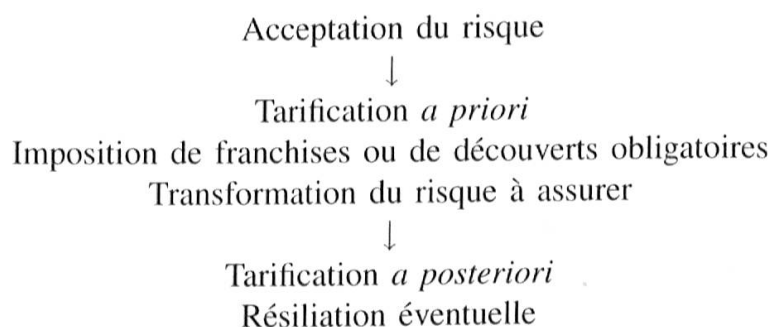 Acceptation du risque
↓
Tarification a priori
Imposition de franchises ou de découverts obligatoires
Transformation du risque à assurer
↓
Tarification a posteriori
Résiliation éventuelle